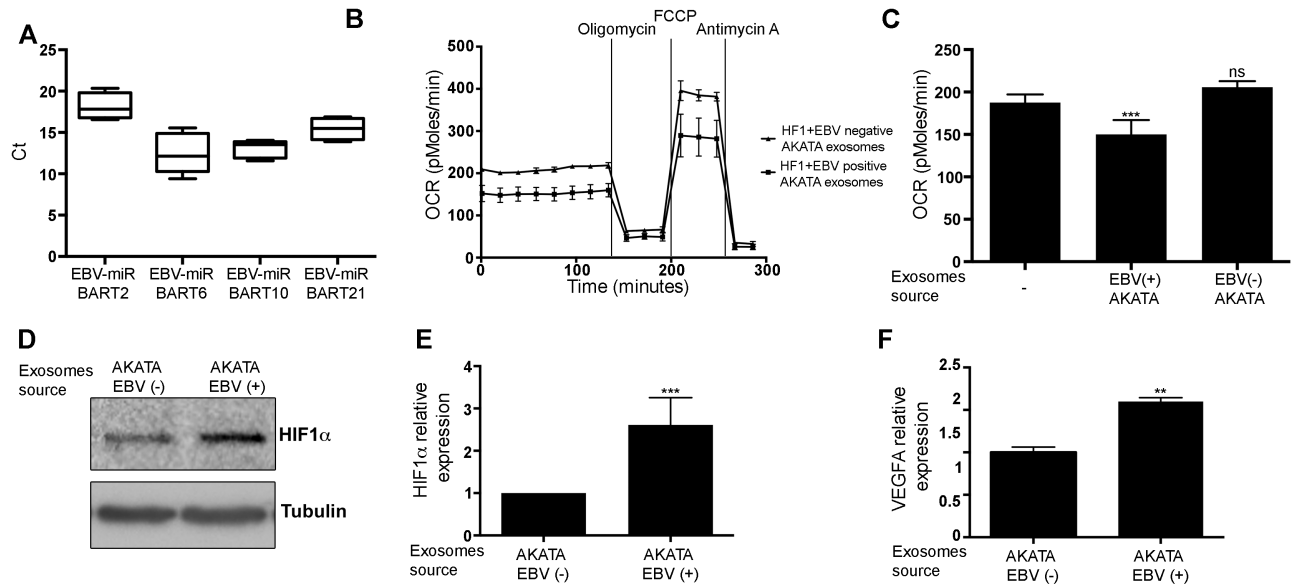 A
25
20
15
10
5
0
Ct
EBV-miR
BART2
EBV-miR
BART6
EBV-miR
BART10
EBV-miR
BART21
B
FCCP
Oligomycin
Antimycin A
500
400
300
200
100
0
OCR (pMoles/min)
0
100
200
300
Time (minutes)
HF1+EBV negative
AKATA exosomes
HF1+EBV positive
AKATA exosomes
C
250
200
150
100
50
0
OCR (pMoles/min)
***
ns
Exosomes
source
-
EBV(+)
AKATA
EBV(-)
AKATA
D
Exosomes
source
AKATA
EBV (-)
AKATA
EBV (+)
HIF1α
Tubulin
E
4
3
2
1
0
HIF1α relative
expression
***
Exosomes
source
AKATA
EBV (-)
AKATA
EBV (+)
F
2.5
2
1.5
1
0.5
0
VEGFA relative
expression
**
Exosomes
source
AKATA
EBV (-)
AKATA
EBV (+)